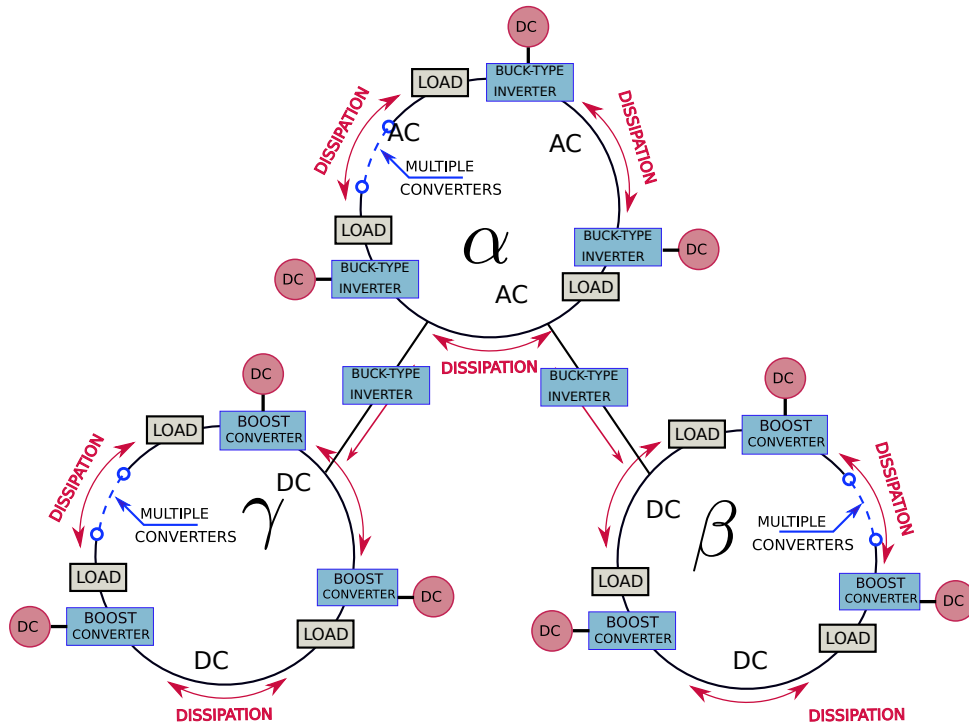 DC
LOAD
BUCK-TYPE
INVERTER
DISSIPATION
DISSIPATION
AC
AC
MULTIPLE
CONVERTERS
LOAD
α
BUCK-TYPE
INVERTER
DC
DC
BUCK-TYPE
INVERTER
AC
LOAD
DISSIPATION
BUCK-TYPE
INVERTER
BUCK-TYPE
INVERTER
DC
LOAD
BOOST
CONVERTER
DISSIPATION
DC
γ
MULTIPLE
CONVERTERS
LOAD
BOOST
CONVERTER
DC
DC
BOOST
CONVERTER
LOAD
DC
DISSIPATION
DC
LOAD
BOOST
CONVERTER
DISSIPATION
DC
β
MULTIPLE
CONVERTERS
LOAD
BOOST
CONVERTER
DC
DC
BOOST
CONVERTER
LOAD
DC
DISSIPATION